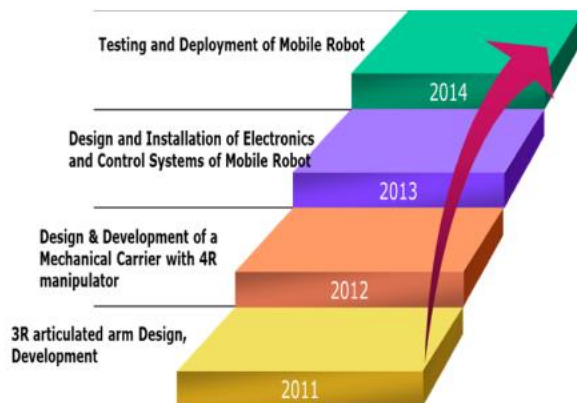 Testing and Deployment of Mobile Robot
2014
Design and Installation of Electronics
and Control Systems of Mobile Robot
2013
Design & Development of a
Mechanical Carrier with 4R
manipulator
2012
3R articulated arm Design,
Development
2011